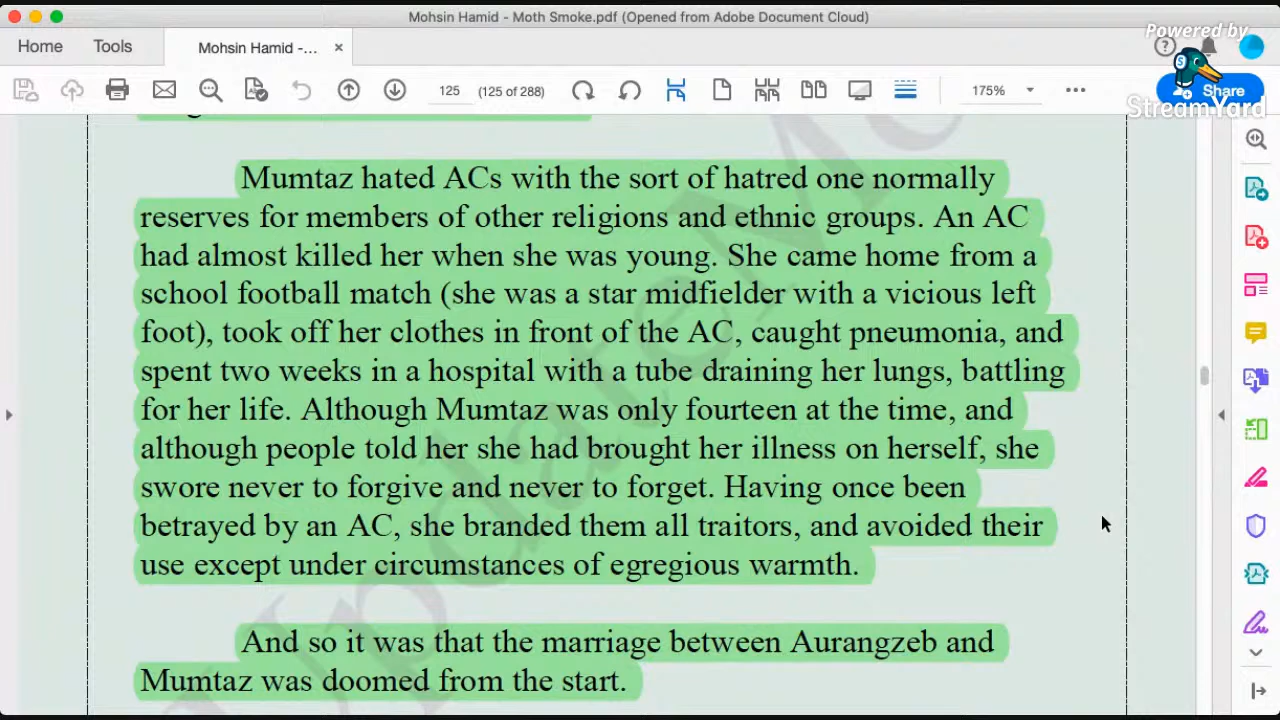 Mohsin Hamid - Moth Smoke.pdf (Opened from Adobe Document Cloud)
Powered by
Home Tools Mohsin Hamid -... ×
125 (125 of 288) 175% Share
StreamYard
Mumtaz hated ACs with the sort of hatred one normally
reserves for members of other religions and ethnic groups. An AC
had almost killed her when she was young. She came home from a
school football match (she was a star midfielder with a vicious left
foot), took off her clothes in front of the AC, caught pneumonia, and
spent two weeks in a hospital with a tube draining her lungs, battling
for her life. Although Mumtaz was only fourteen at the time, and
although people told her she had brought her illness on herself, she
swore never to forgive and never to forget. Having once been
betrayed by an AC, she branded them all traitors, and avoided their
use except under circumstances of egregious warmth.
And so it was that the marriage between Aurangzeb and
Mumtaz was doomed from the start.